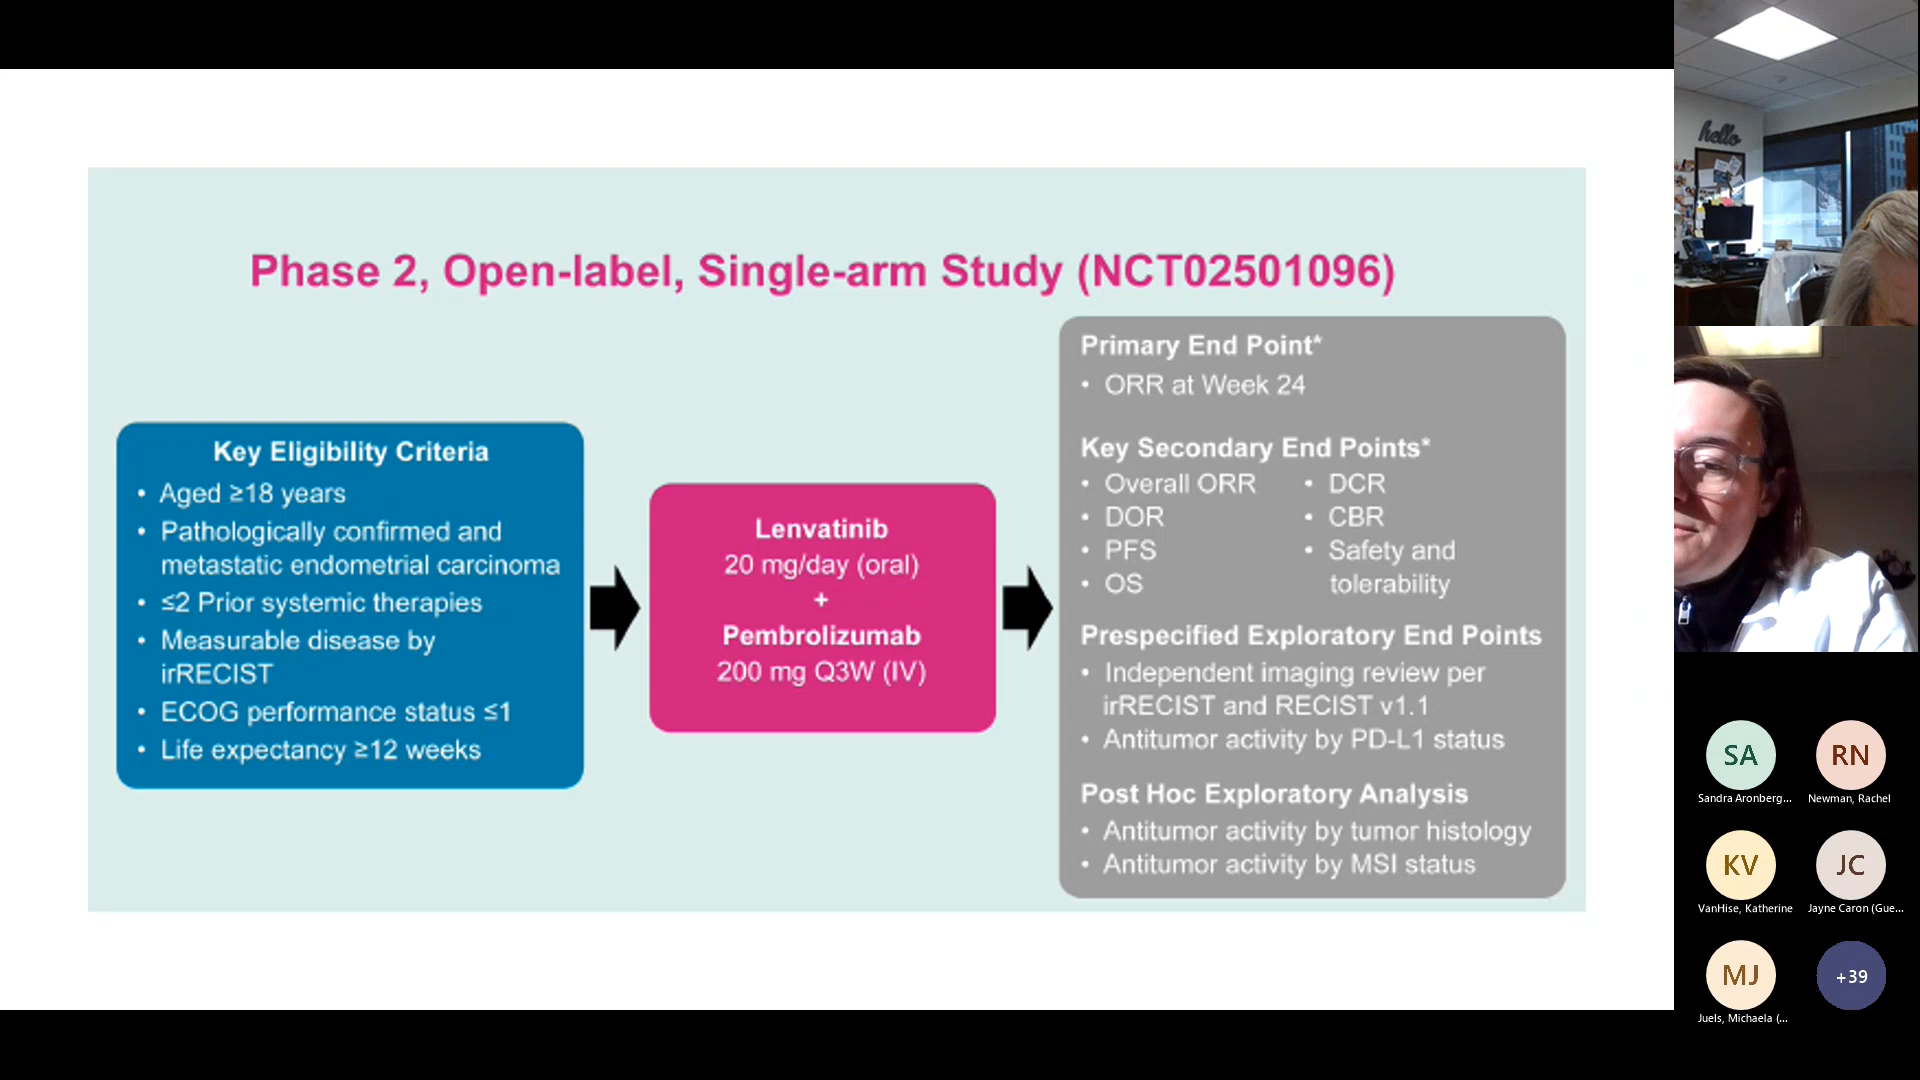 Phase 2, Open-label, Single-arm Study (NCT02501096)
Key Eligibility Criteria
• Aged ≥18 years
• Pathologically confirmed and
metastatic endometrial carcinoma
• ≤2 Prior systemic therapies
• Measurable disease by
irRECIST
• ECOG performance status ≤1
• Life expectancy ≥12 weeks
Lenvatinib
20 mg/day (oral)
+
Pembrolizumab
200 mg Q3W (IV)
Primary End Point*
• ORR at Week 24
Key Secondary End Points*
• Overall ORR
• DOR
• PFS
• OS
• DCR
• CBR
• Safety and
tolerability
Prespecified Exploratory End Points
• Independent imaging review per
irRECIST and RECIST v1.1
• Antitumor activity by PD-L1 status
Post Hoc Exploratory Analysis
• Antitumor activity by tumor histology
• Antitumor activity by MSI status
hello
SA
Sandra Aronberg...
RN
Newman, Rachel
KV
VanHise, Katherine
JC
Jayne Caron (Gue...
MJ
Juels, Michaela (...
+39